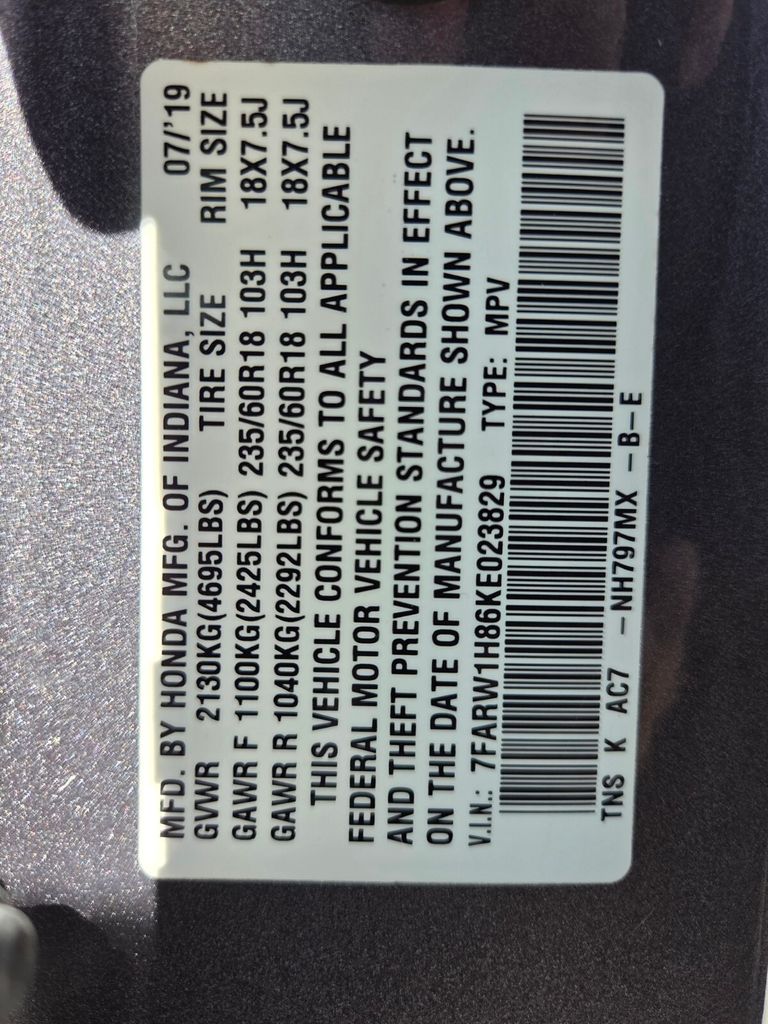 MFD. BY HONDA MFG. OF INDIANA, LLC 07/'19
GVWR 2130KG(4695LBS) TIRE SIZE RIM SIZE
GAWR F 1100KG(2425LBS) 235/60R18 103H 18X7.5J
GAWR R 1040KG(2292LBS) 235/60R18 103H 18X7.5J
THIS VEHICLE CONFORMS TO ALL APPLICABLE
FEDERAL MOTOR VEHICLE SAFETY
AND THEFT PREVENTION STANDARDS IN EFFECT
ON THE DATE OF MANUFACTURE SHOWN ABOVE.
V.I.N.: 7FARW1H86KE023829 TYPE: MPV
TNS K AC7 -NH797MX -B-E